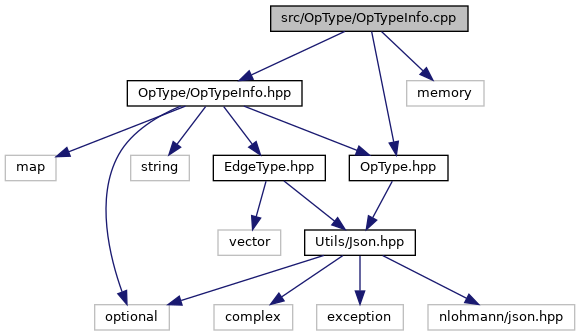 src/OpType/OpTypeInfo.cpp
OpType/OpTypeInfo.hpp
memory
map
string
EdgeType.hpp
OpType.hpp
vector
Utils/Json.hpp
optional
complex
exception
nlohmann/json.hpp